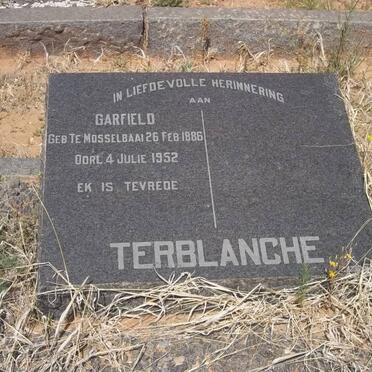 IN LIEFDEVOLLE HERINNERING
AAN
GARFIELD
GEB TE MOSSELBAAI 26 FEB 1886
OORL 4 JULIE 1952
EK IS TEVREDE
TERBLANCHE